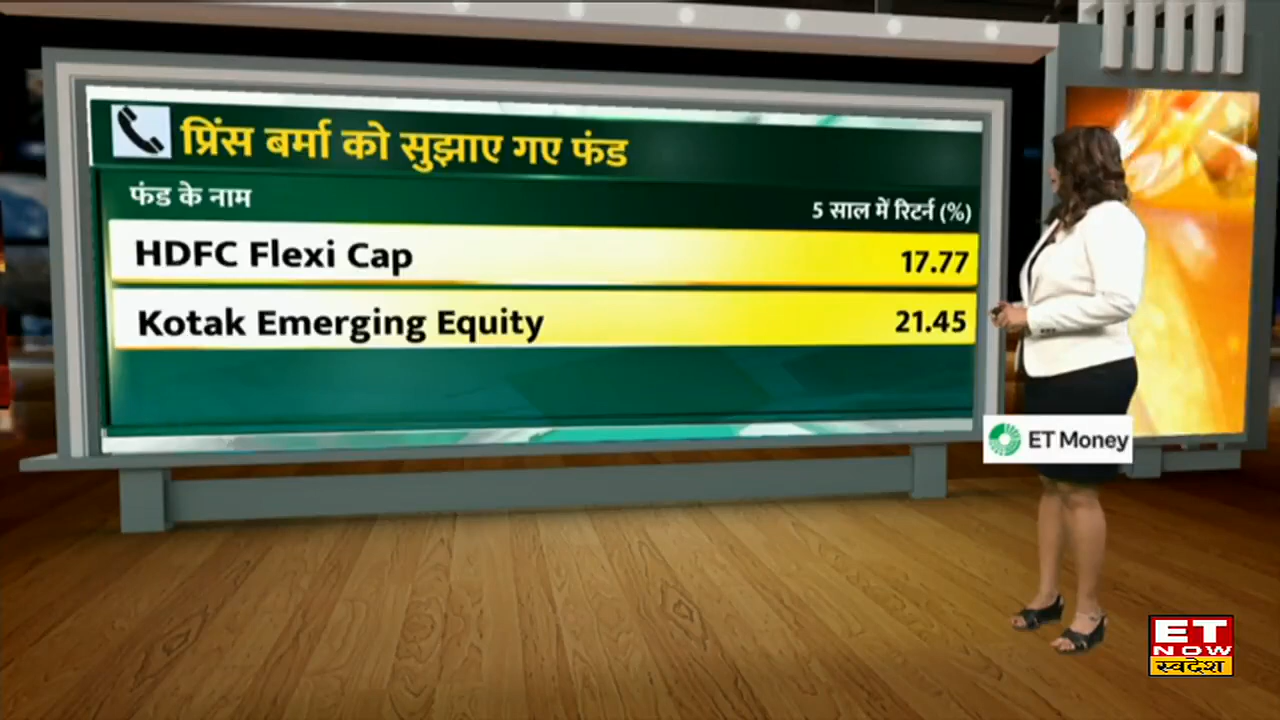 प्रिंस बर्मा को सुझाए गए फंड
फंड के नाम
5 साल में रिटर्न (%)
HDFC Flexi Cap
17.77
Kotak Emerging Equity
21.45
ET Money
ET
NOW
स्वदेश